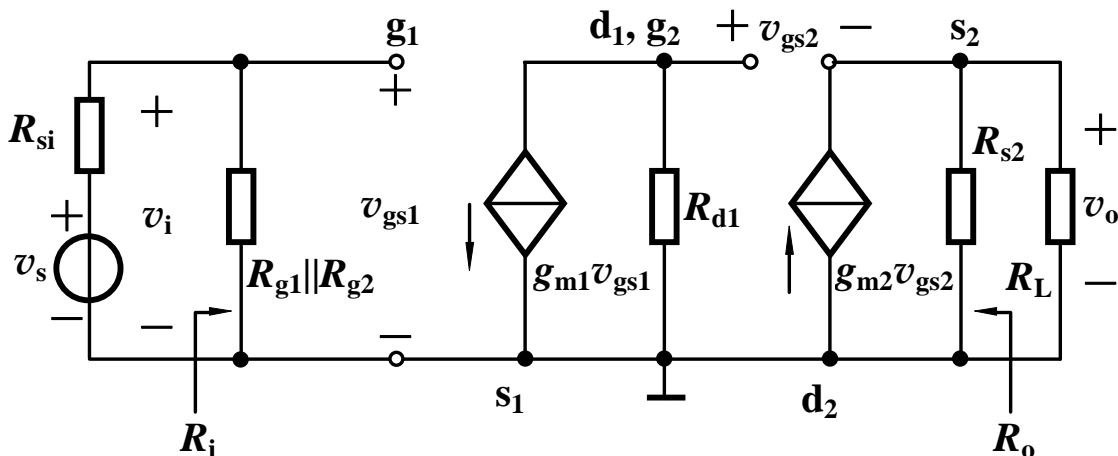 g1 d1, g2 + vgs2 − s2
+ +
Rsi Rs2 +
+ vi vgs1 Rd1 vo
vs Rg1||Rg2 gm1vgs1 gm2vgs2 RL
− − − −
s1 d2
Ri Ro